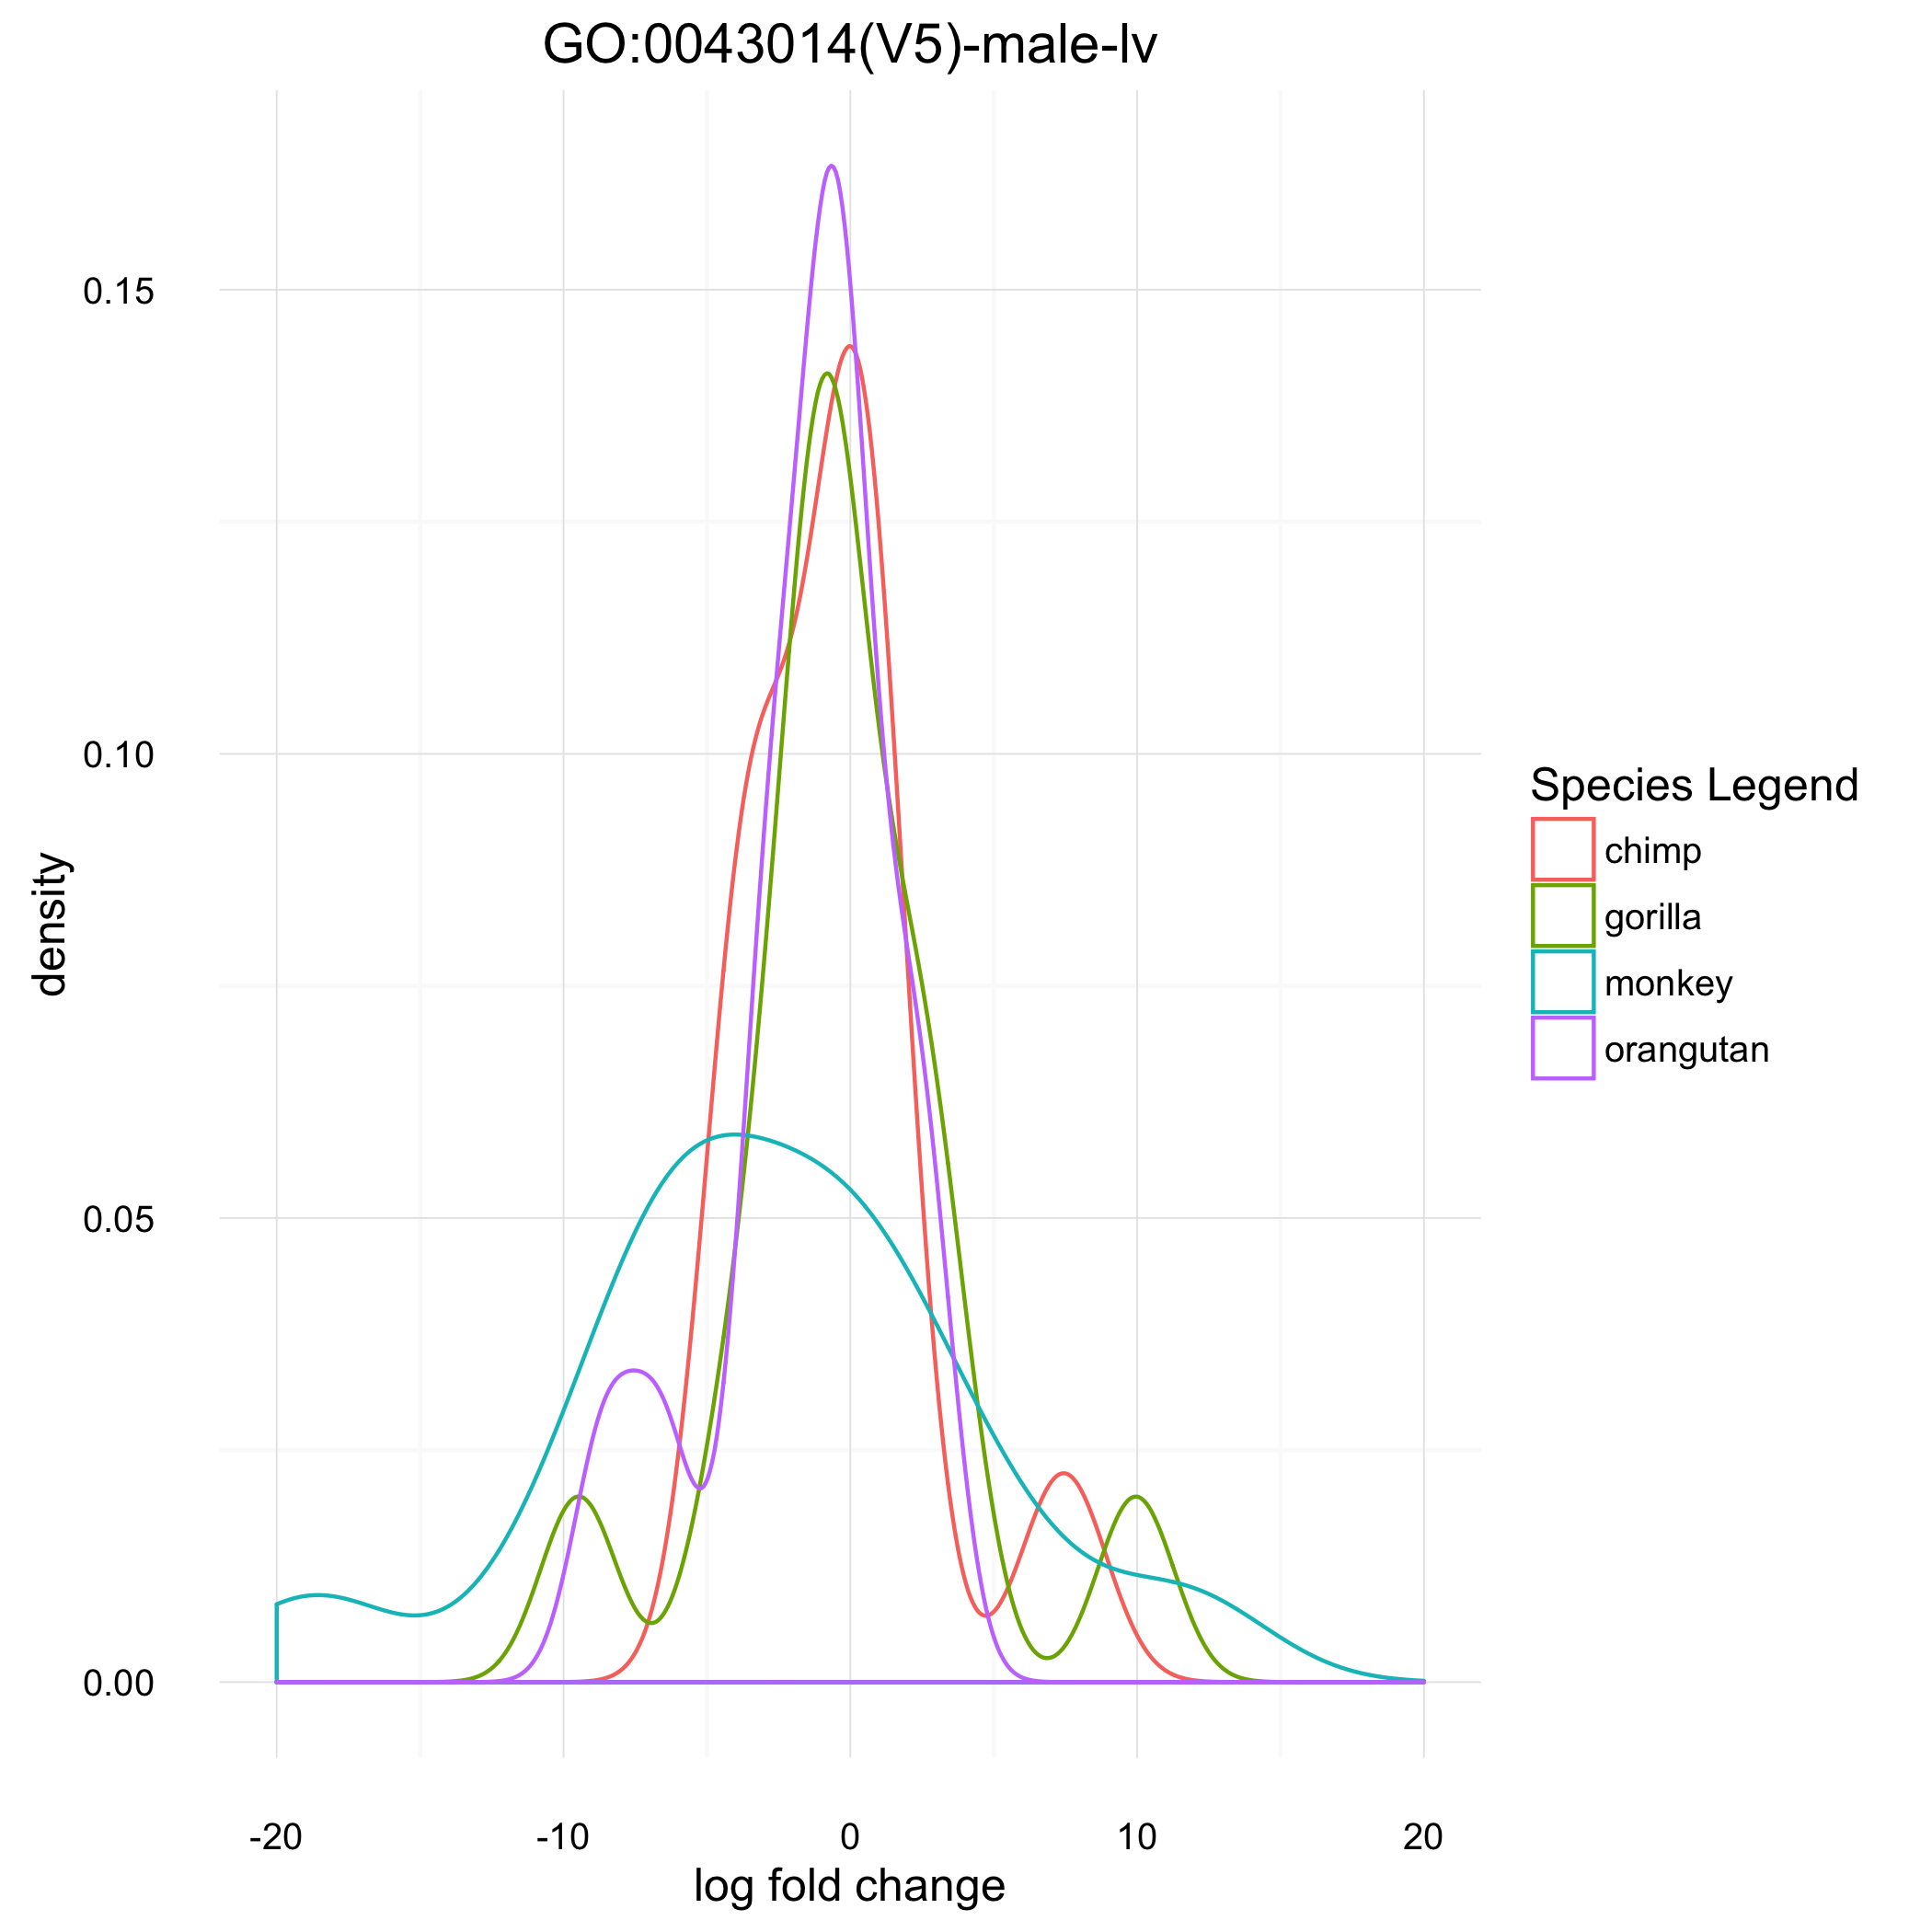 GO:0043014(V5)-male-lv
0.15
0.10
0.05
0.00
density
-20 -10 0 10 20
log fold change
Species Legend
chimp
gorilla
monkey
orangutan